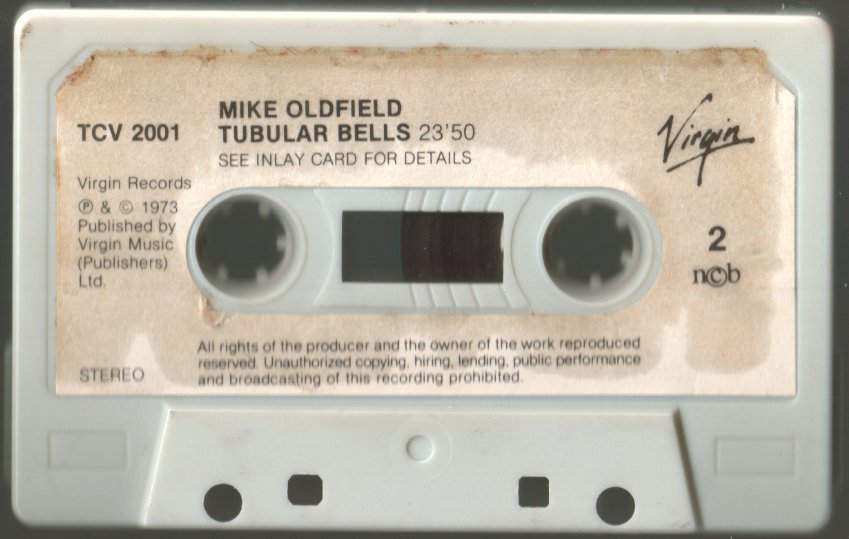 MIKE OLDFIELD
TCV 2001
TUBULAR BELLS 23'50
SEE INLAY CARD FOR DETAILS
Virgin
Virgin Records
Ⓟ & © 1973
Published by
Virgin Music
(Publishers)
Ltd.
2
n©b
All rights of the producer and the owner of the work reproduced
reserved. Unauthorized copying, hiring, lending, public performance
and broadcasting of this recording prohibited.
STEREO